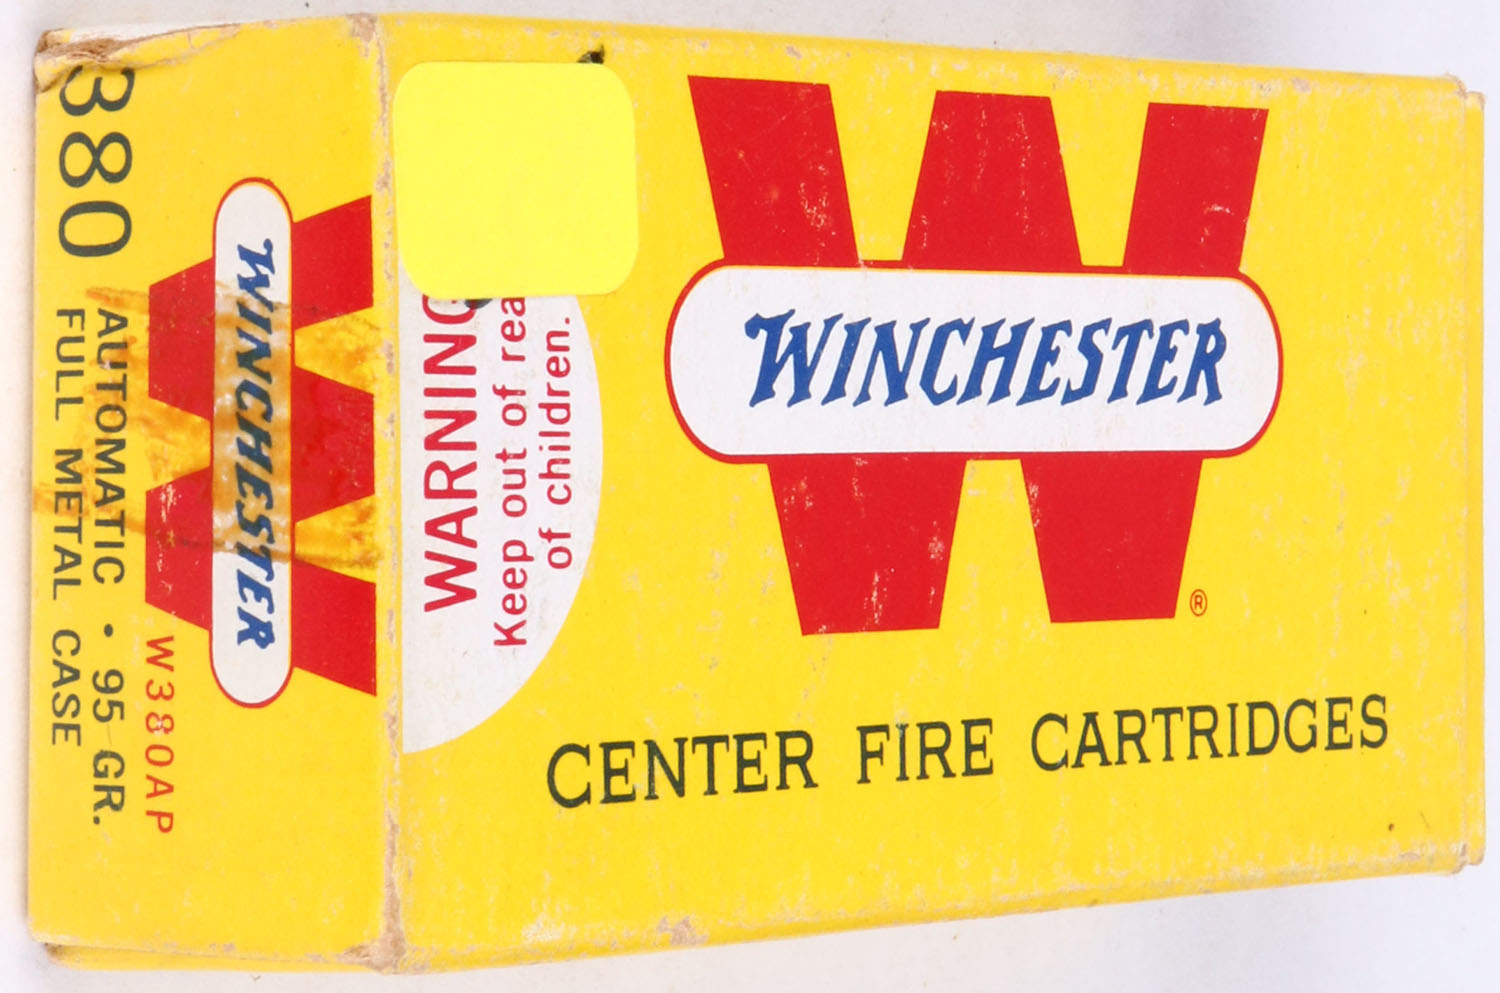 380
AUTOMATIC • 95 GR.
FULL METAL CASE
W380AP
WINCHESTER
WARNING
Keep out of rea
of children.
WINCHESTER
®
CENTER FIRE CARTRIDGES